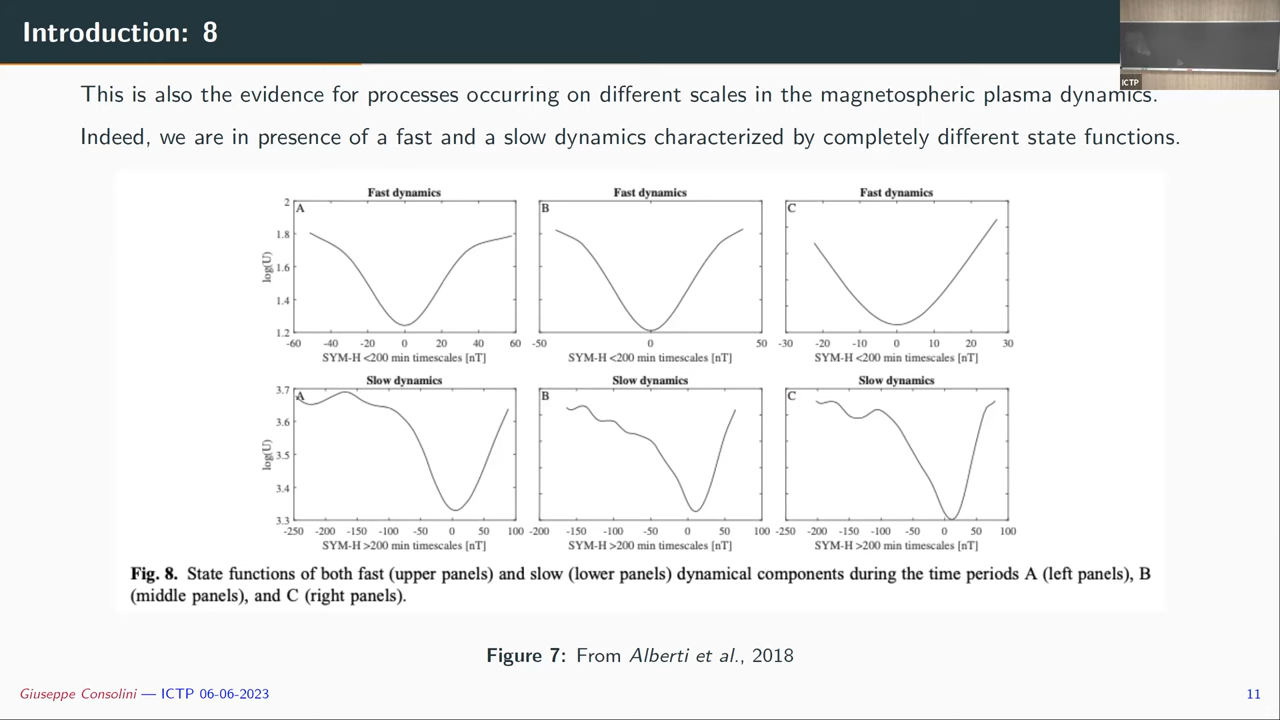 Introduction: 8
ICTP
This is also the evidence for processes occurring on different scales in the magnetospheric plasma dynamics.
Indeed, we are in presence of a fast and a slow dynamics characterized by completely different state functions.
Fast dynamics Fast dynamics Fast dynamics
A B C
2
1.8
1.6
1.4
1.2
log(U)
-60 -40 -20 0 20 40 60 -50 0 50 -30 -20 -10 0 10 20 30
SYM-H <200 min timescales [nT] SYM-H <200 min timescales [nT] SYM-H <200 min timescales [nT]
Slow dynamics Slow dynamics Slow dynamics
A B C
3.7
3.6
3.5
3.4
3.3
log(U)
-250 -200 -150 -100 -50 0 50 100 -200 -150 -100 -50 0 50 100 -250 -200 -150 -100 -50 0 50 100
SYM-H >200 min timescales [nT] SYM-H >200 min timescales [nT] SYM-H >200 min timescales [nT]
Fig. 8. State functions of both fast (upper panels) and slow (lower panels) dynamical components during the time periods A (left panels), B
(middle panels), and C (right panels).
Figure 7: From Alberti et al., 2018
Giuseppe Consolini — ICTP 06-06-2023 11